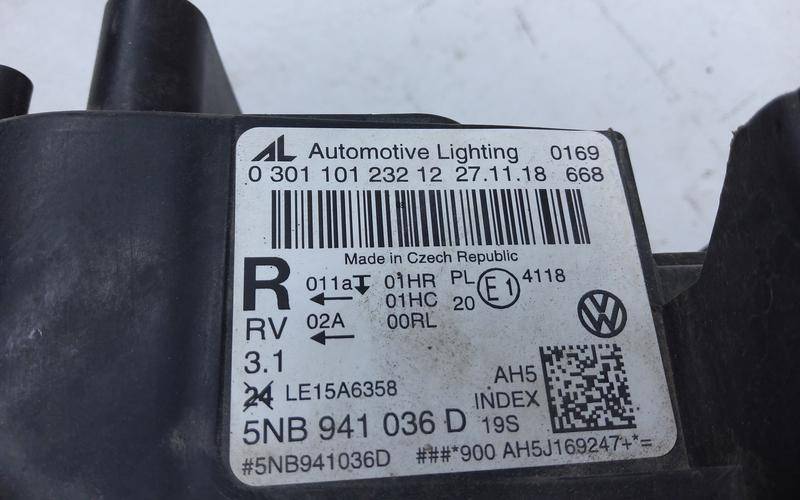 AL Automotive Lighting 0169
0 301 101 232 12 27.11.18 668
Made in Czech Republic
R 011a 01HR PL E1 4118
01HC 20
RV 02A 00RL
3.1
24 LE15A6358 AH5
INDEX
5NB 941 036 D 19S
#5NB941036D ###*900 AH5J169247+*=